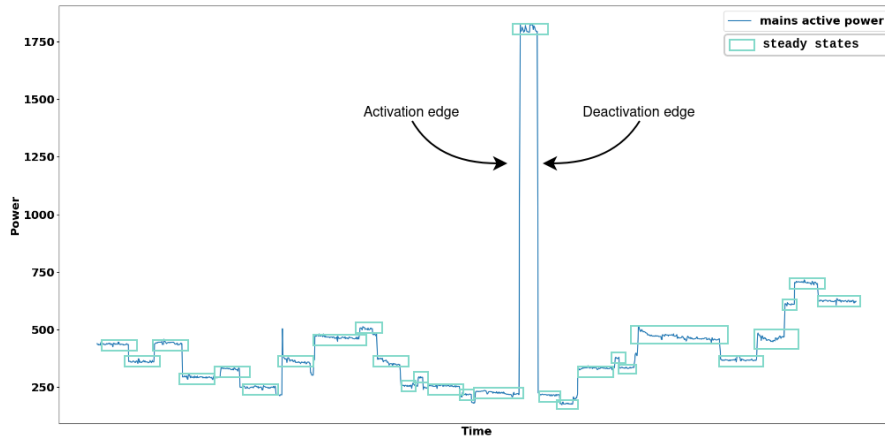 mains active power
steady states
1750
1500
1250
1000
750
500
250
Power
Activation edge
Deactivation edge
Time